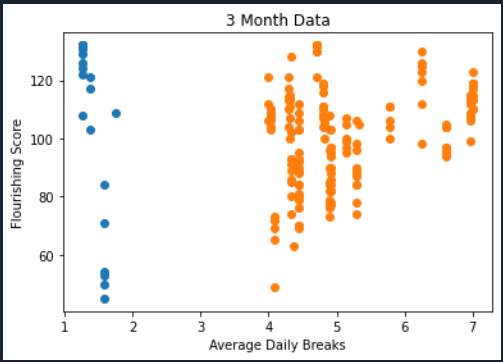 3 Month Data
Flourishing Score
120
100
80
60
1 2 3 4 5 6 7
Average Daily Breaks